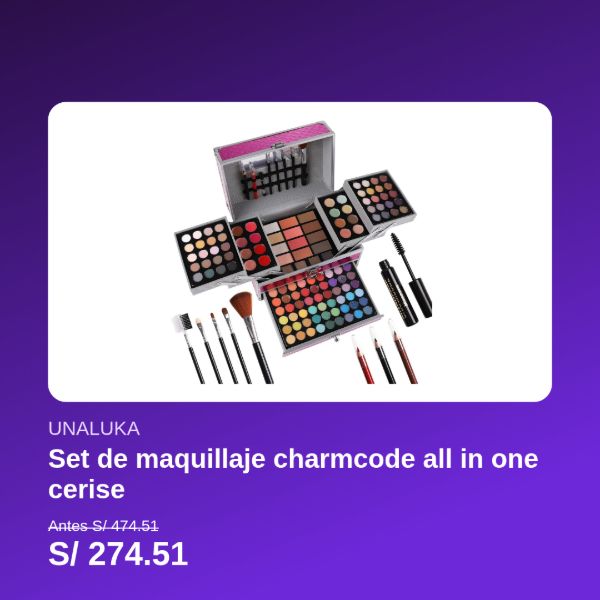 UNALUKA
Set de maquillaje charmcode all in one
cerise
Antes S/ 474.51
S/ 274.51